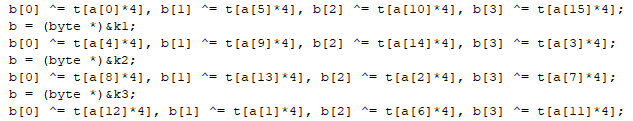 b[0] ^= t[a[0]*4], b[1] ^= t[a[5]*4], b[2] ^= t[a[10]*4], b[3] ^= t[a[15]*4];
b = (byte *)&k1;
b[0] ^= t[a[4]*4], b[1] ^= t[a[9]*4], b[2] ^= t[a[14]*4], b[3] ^= t[a[3]*4];
b = (byte *)&k2;
b[0] ^= t[a[8]*4], b[1] ^= t[a[13]*4], b[2] ^= t[a[2]*4], b[3] ^= t[a[7]*4];
b = (byte *)&k3;
b[0] ^= t[a[12]*4], b[1] ^= t[a[1]*4], b[2] ^= t[a[6]*4], b[3] ^= t[a[11]*4];